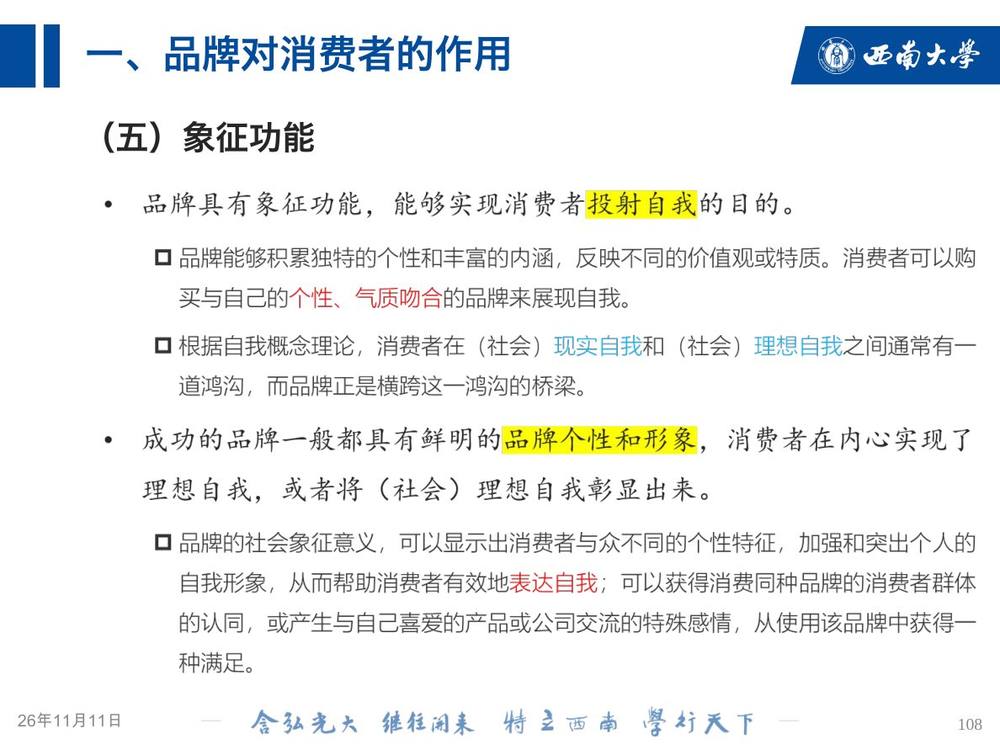 一、品牌对消费者的作用
西南大学
（五）象征功能
• 品牌具有象征功能，能够实现消费者投射自我的目的。
品牌能够积累独特的个性和丰富的内涵，反映不同的价值观或特质。消费者可以购
买与自己的个性、气质吻合的品牌来展现自我。
根据自我概念理论，消费者在（社会）现实自我和（社会）理想自我之间通常有一
道鸿沟，而品牌正是横跨这一鸿沟的桥梁。
• 成功的品牌一般都具有鲜明的品牌个性和形象，消费者在内心实现了
理想自我，或者将（社会）理想自我彰显出来。
品牌的社会象征意义，可以显示出消费者与众不同的个性特征，加强和突出个人的
自我形象，从而帮助消费者有效地表达自我；可以获得消费同种品牌的消费者群体
的认同，或产生与自己喜爱的产品或公司交流的特殊感情，从使用该品牌中获得一
种满足。
26年11月11日
含弘光大 继往开来 特立西南 学行天下
108